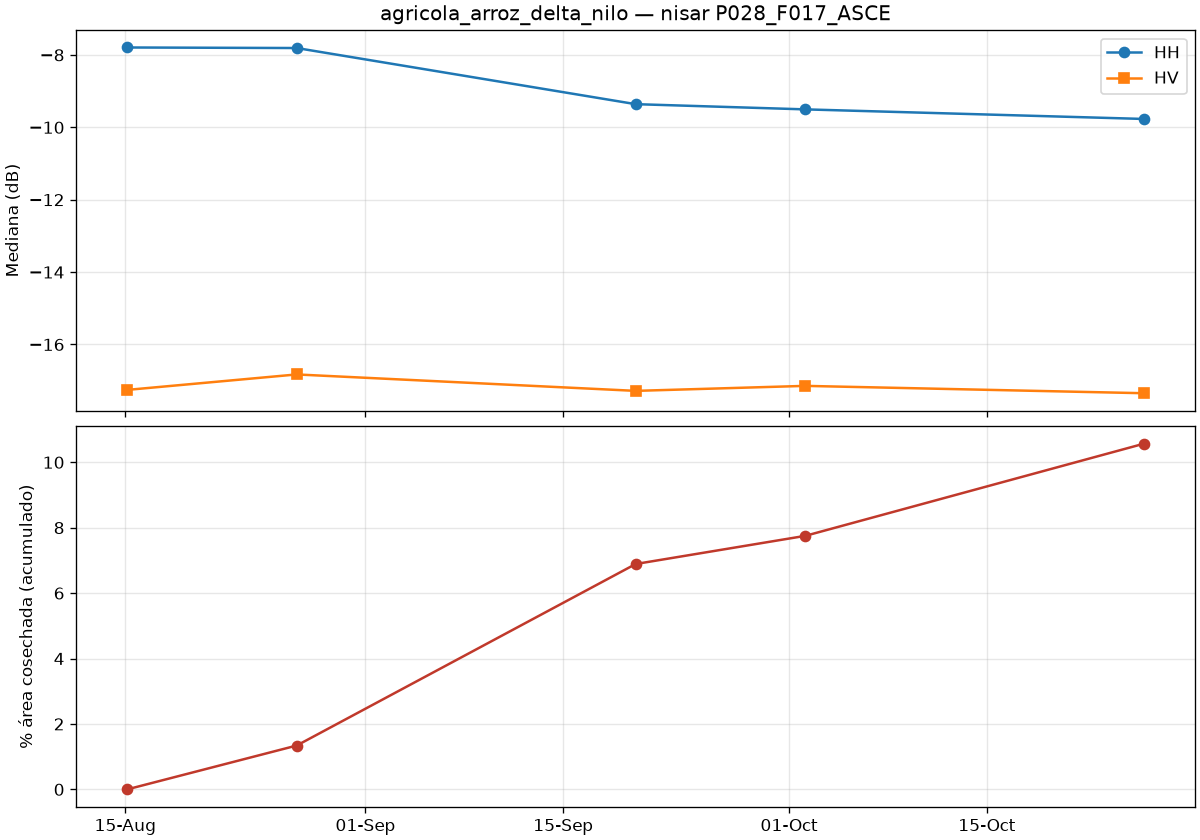 agricola_arroz_delta_nilo — nisar P028_F017_ASCE
HH
HV
Mediana (dB)
−8
−10
−12
−14
−16
% área cosechada (acumulado)
10
8
6
4
2
0
15-Aug
01-Sep
15-Sep
01-Oct
15-Oct